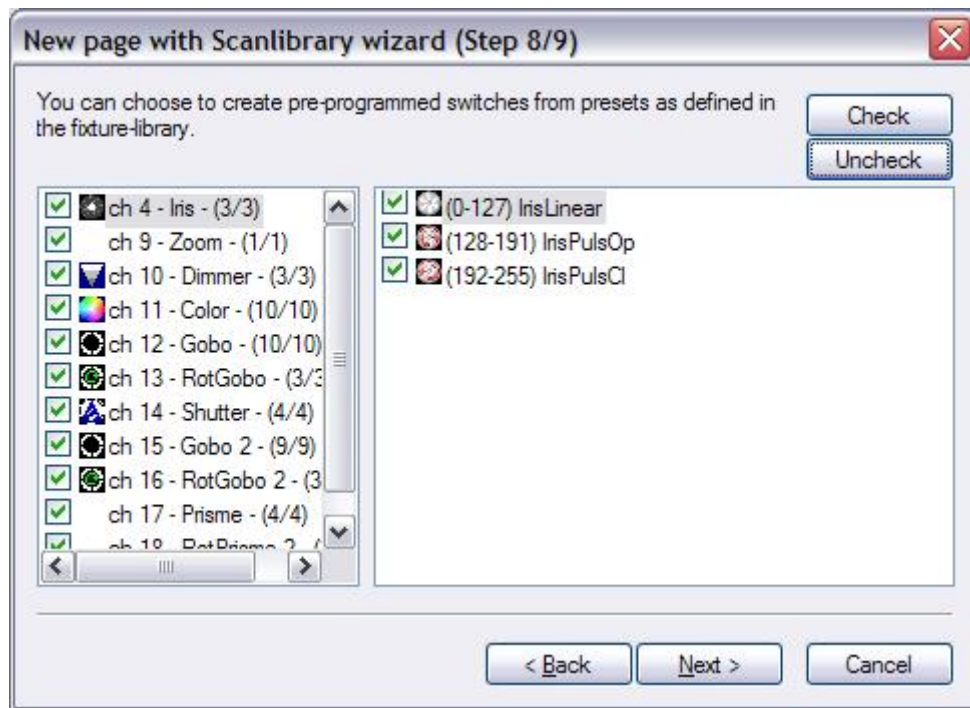 New page with Scanlibrary wizard (Step 8/9)
You can choose to create pre-programmed switches from presets as defined in
the fixture-library.
Check
Uncheck
ch 4 - Iris - (3/3)
ch 9 - Zoom - (1/1)
ch 10 - Dimmer - (3/3)
ch 11 - Color - (10/10)
ch 12 - Gobo - (10/10)
ch 13 - RotGobo - (3/3
ch 14 - Shutter - (4/4)
ch 15 - Gobo 2 - (9/9)
ch 16 - RotGobo 2 - (3
ch 17 - Prisme - (4/4)
ch 18 - RotPrisme 2 - (
(0-127) IrisLinear
(128-191) IrisPulsOp
(192-255) IrisPulsCl
< Back
Next >
Cancel